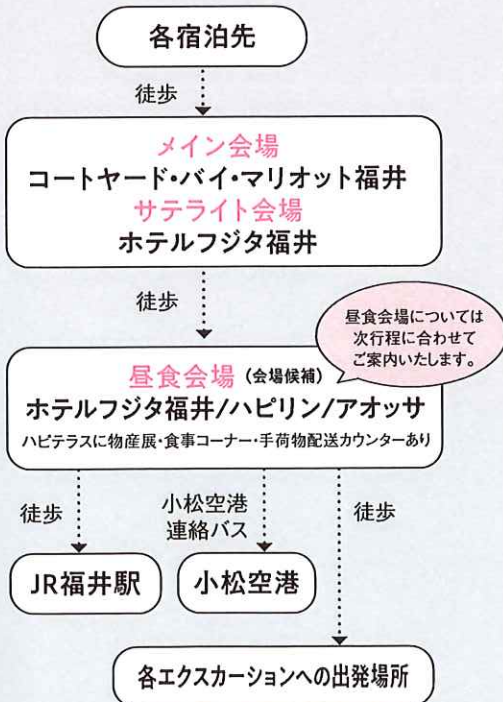 各宿泊先
徒歩
メイン会場
コートヤード・バイ・マリオット福井
サテライト会場
ホテルフジタ福井
徒歩
昼食会場については
次行程に合わせて
ご案内いたします。
昼食会場(会場候補)
ホテルフジタ福井/ハピリン/アオッサ
ハピテラスに物産展・食事コーナー・手荷物配送カウンターあり
徒歩
小松空港
連絡バス
徒歩
JR福井駅
小松空港
各エクスカーションへの出発場所